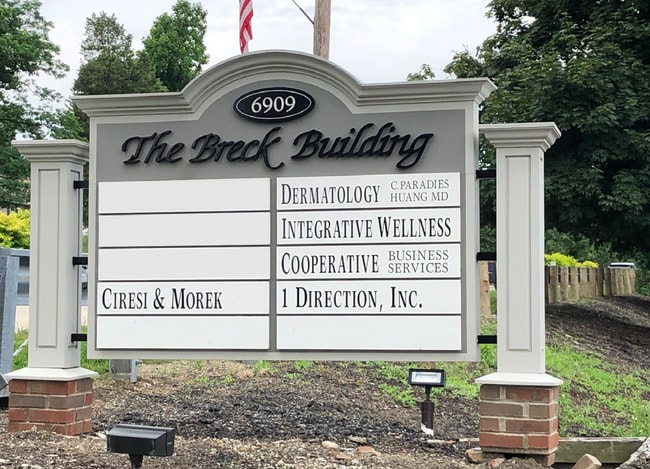 6909
The Breck Building
DERMATOLOGY C. PARADIES
HUANG MD
INTEGRATIVE WELLNESS
COOPERATIVE BUSINESS
SERVICES
CIRESI & MOREK
1 DIRECTION, INC.